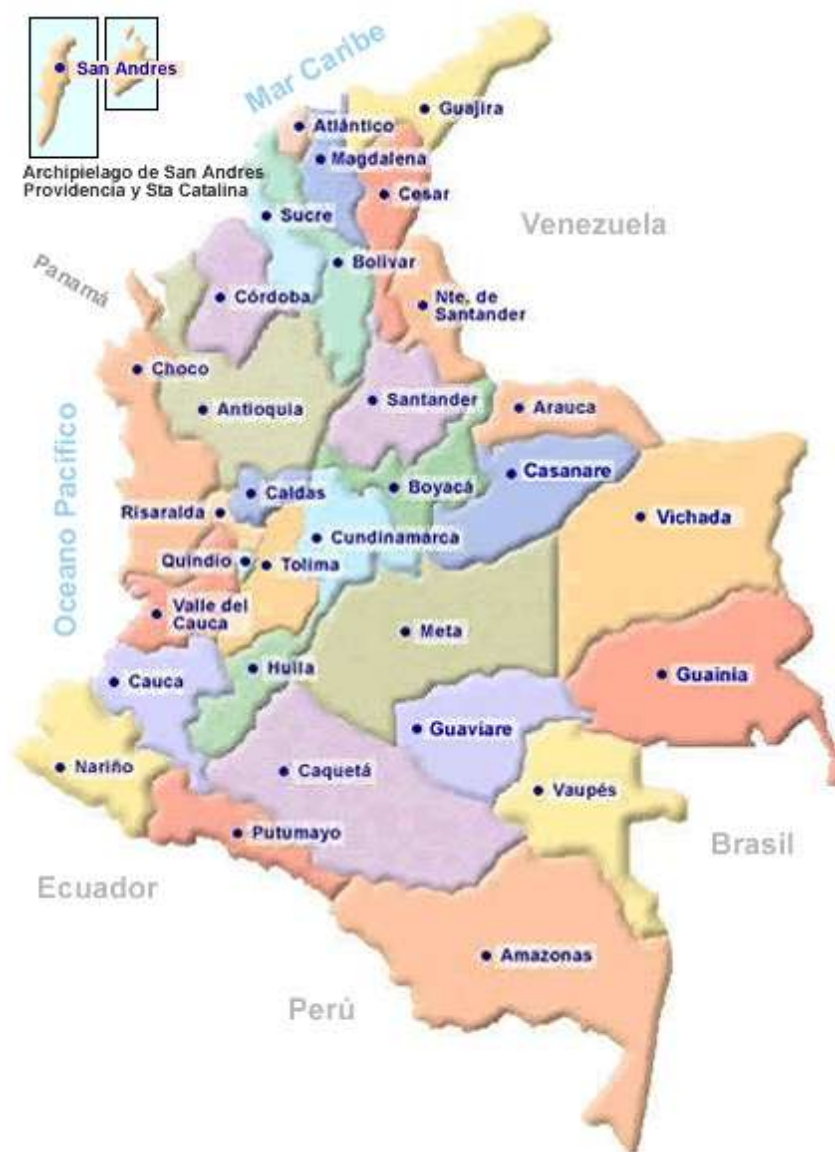 San Andres
Archipielago de San Andres
Providencia y Sta Catalina
Mar Caribe
Guajira
Atlántico
Magdalena
Cesar
Sucre
Venezuela
Bolivar
Panamá
Córdoba
Nte. de
Santander
Choco
Antioquia
Santander
Arauca
Oceano Pacífico
Caldas
Boyacá
Casanare
Risaralda
Vichada
Cundinamarca
Quindio
Tolima
Valle del
Cauca
Meta
Huila
Cauca
Guainia
Guaviare
Nariño
Caquetá
Vaupés
Putumayo
Brasil
Ecuador
Amazonas
Perú